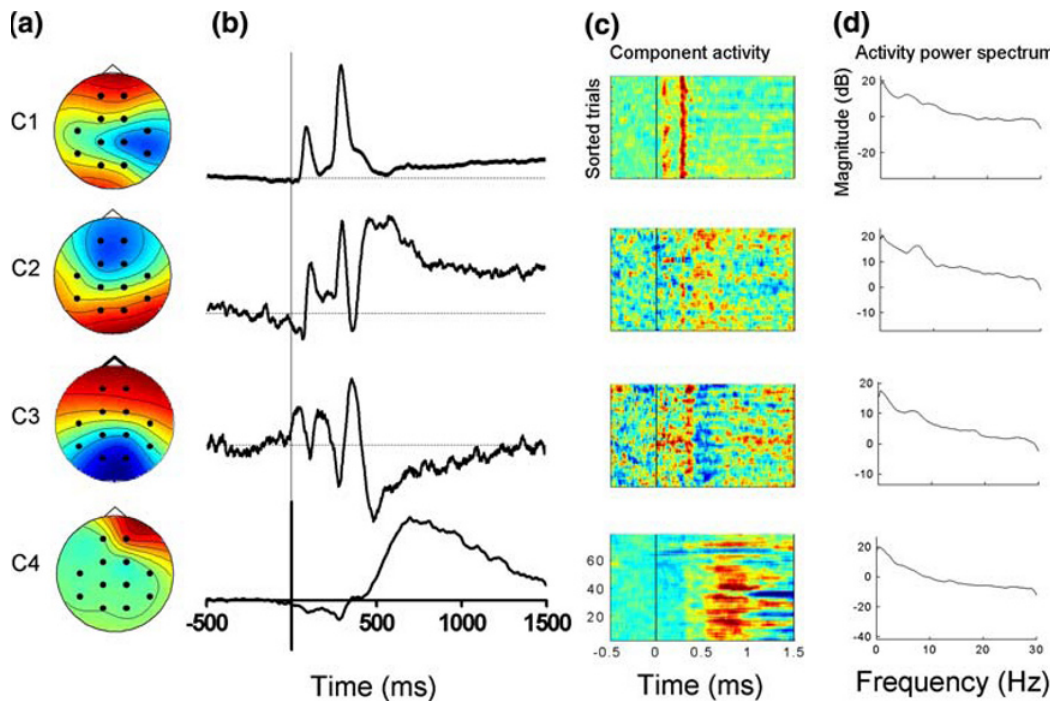 (a)
(b)
(c)
(d)
Component activity
Activity power spectrum
C1
C2
C3
C4
Sorted trials
Magnitude (dB)
20
0
-20
20
10
0
-10
20
10
0
-10
20
0
-20
-40
60
40
20
-500
500
1000
1500
-0.5
0
0.5
1
1.5
0
10
20
30
Time (ms)
Time (ms)
Frequency (Hz)